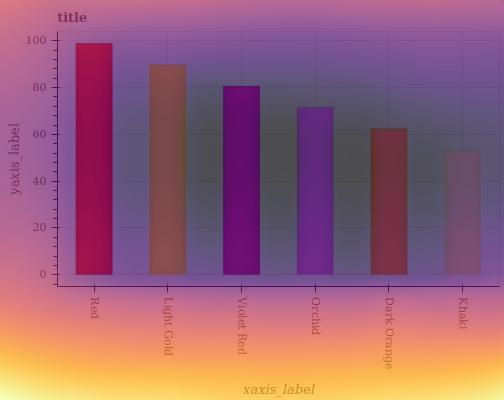 title
100
80
60
40
20
0
yaxis_label
Red
Light Gold
Violet Red
Orchid
Dark Orange
Khaki
xaxis_label